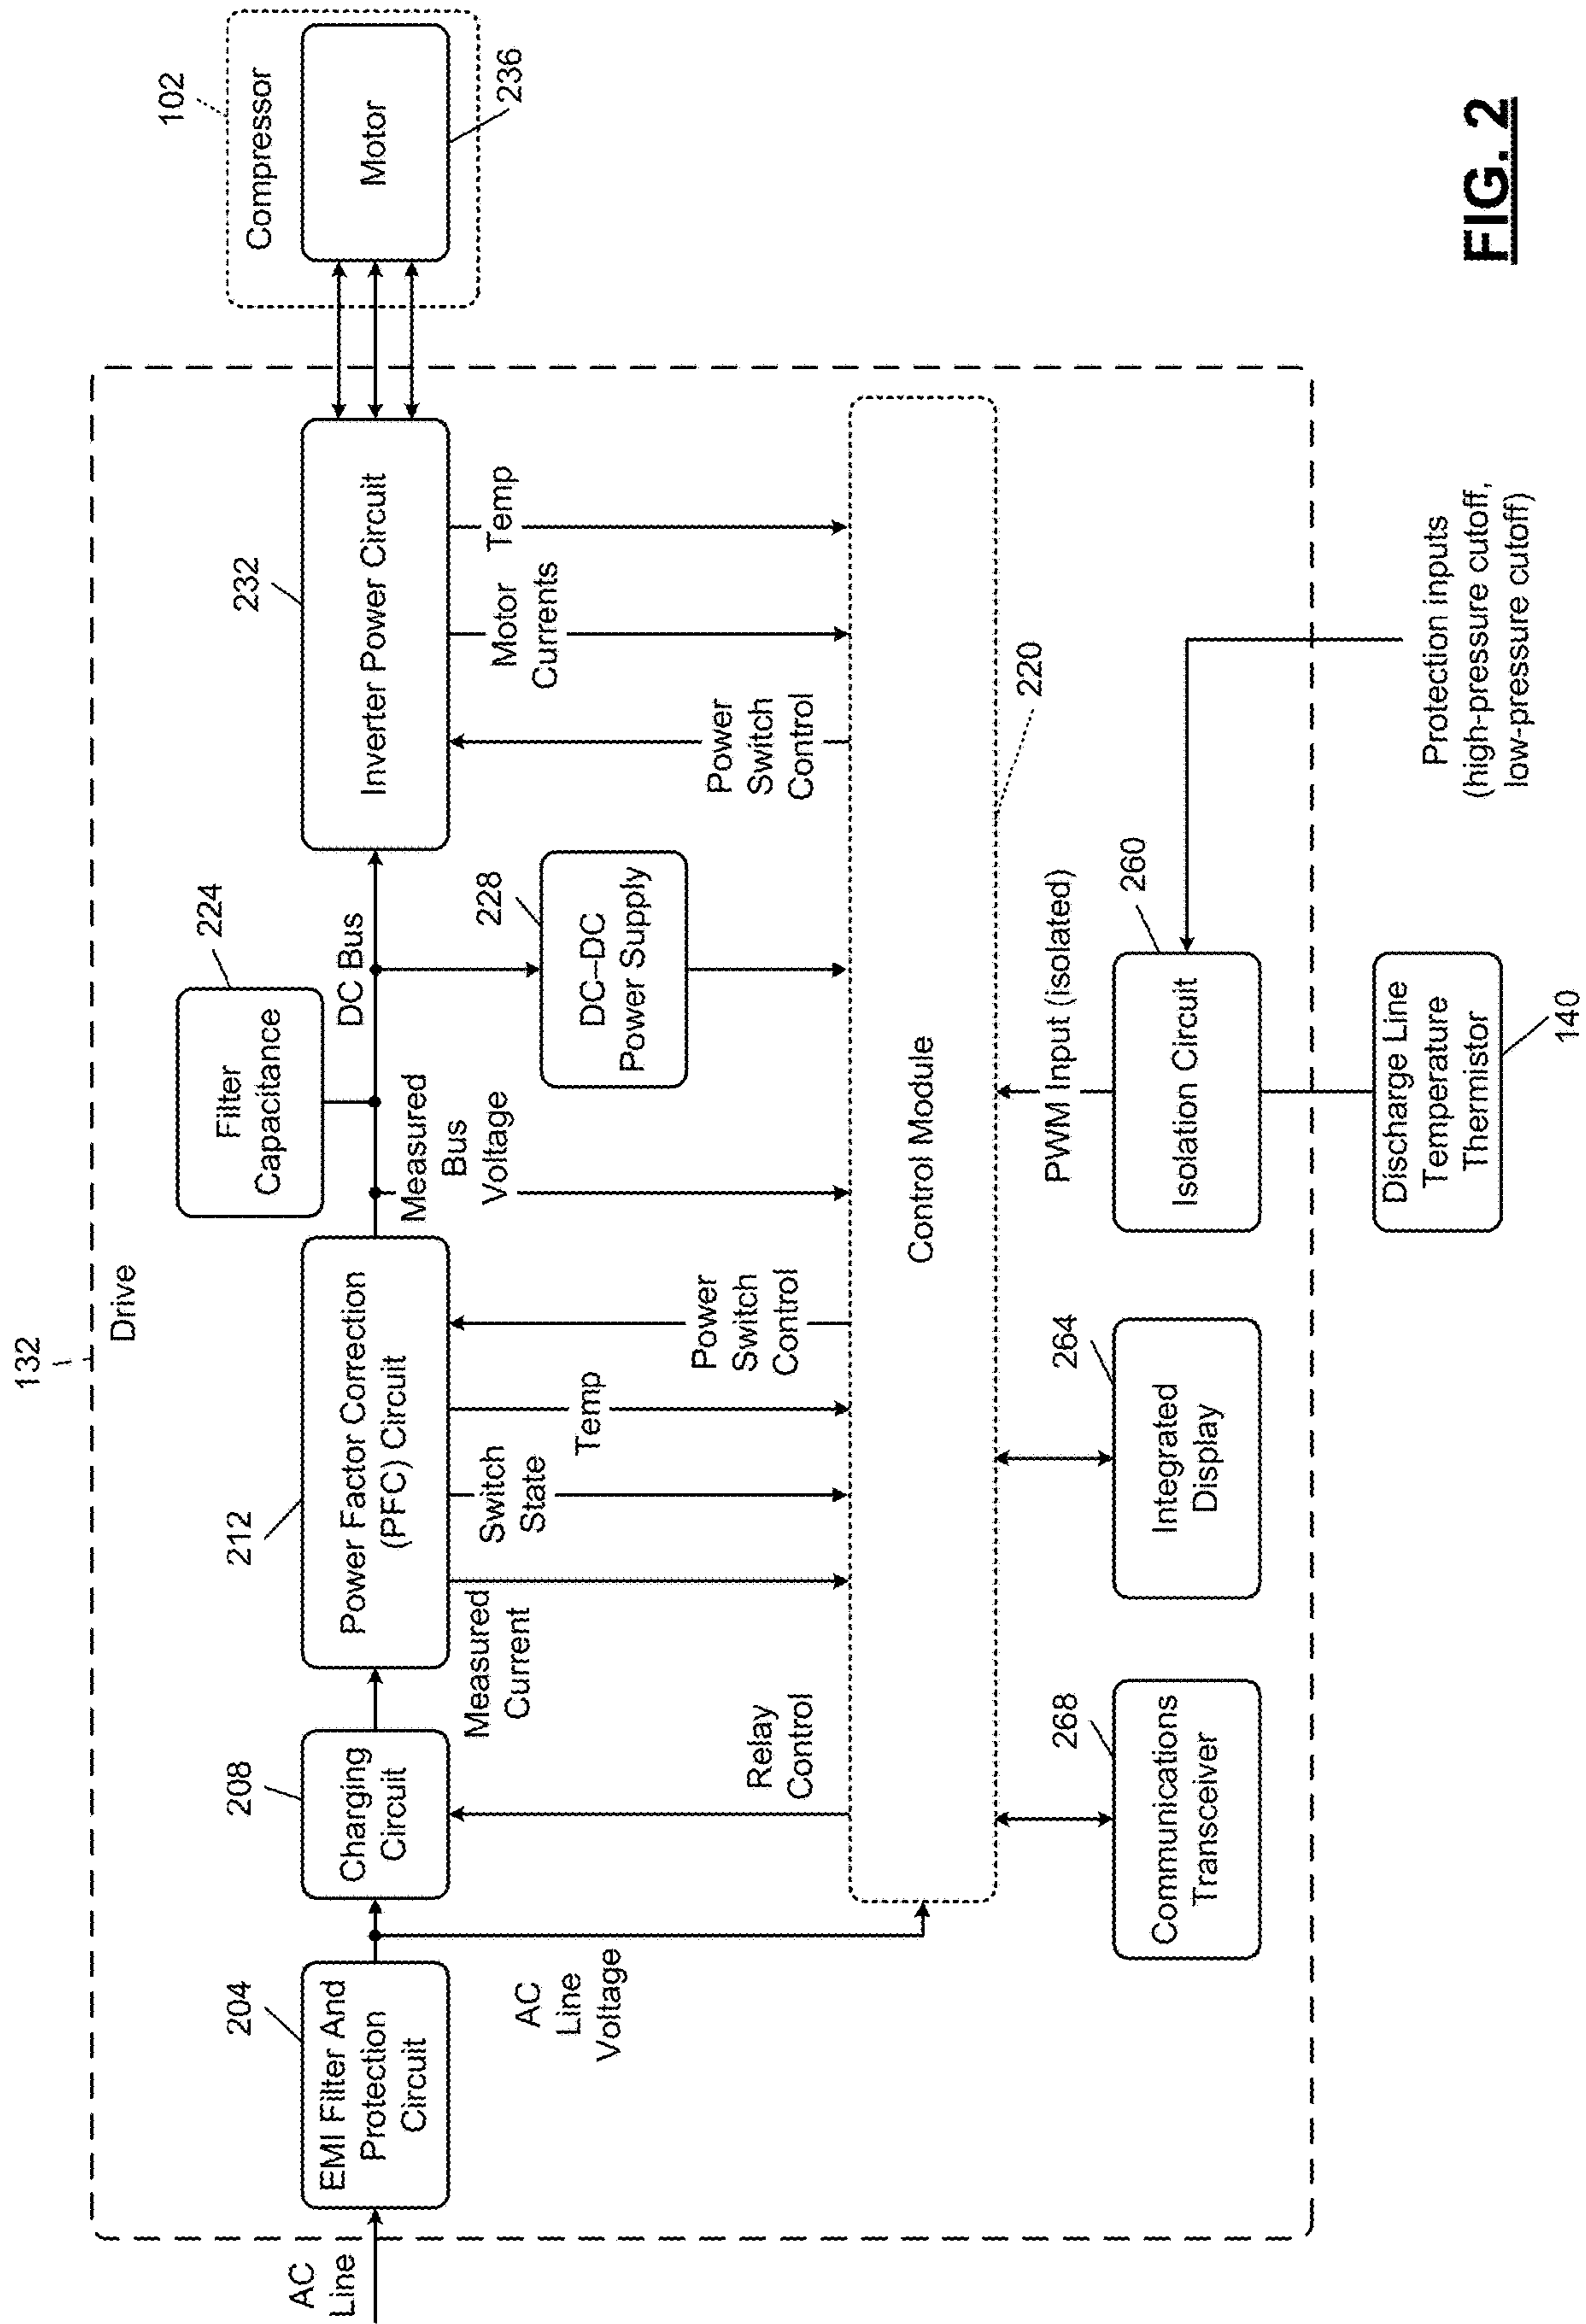 132
Drive
AC
Line
204
EMI Filter And
Protection
Circuit
AC
Line
Voltage
208
Charging
Circuit
Relay
Control
212
Power Factor Correction
(PFC) Circuit
Measured
Current
Switch
State
Temp
Power
Switch
Control
Measured
Bus
Voltage
224
Filter
Capacitance
DC Bus
228
DC--DC
Power Supply
232
Inverter Power Circuit
Power
Switch
Control
Motor
Currents
Temp
102
Compressor
Motor
236
Control Module
220
268
Communications
Transceiver
264
Integrated
Display
PWM Input (isolated)
260
Isolation Circuit
Discharge Line
Temperature
Thermistor
140
Protection inputs
(high-pressure cutoff,
low-pressure cutoff)
FIG. 2